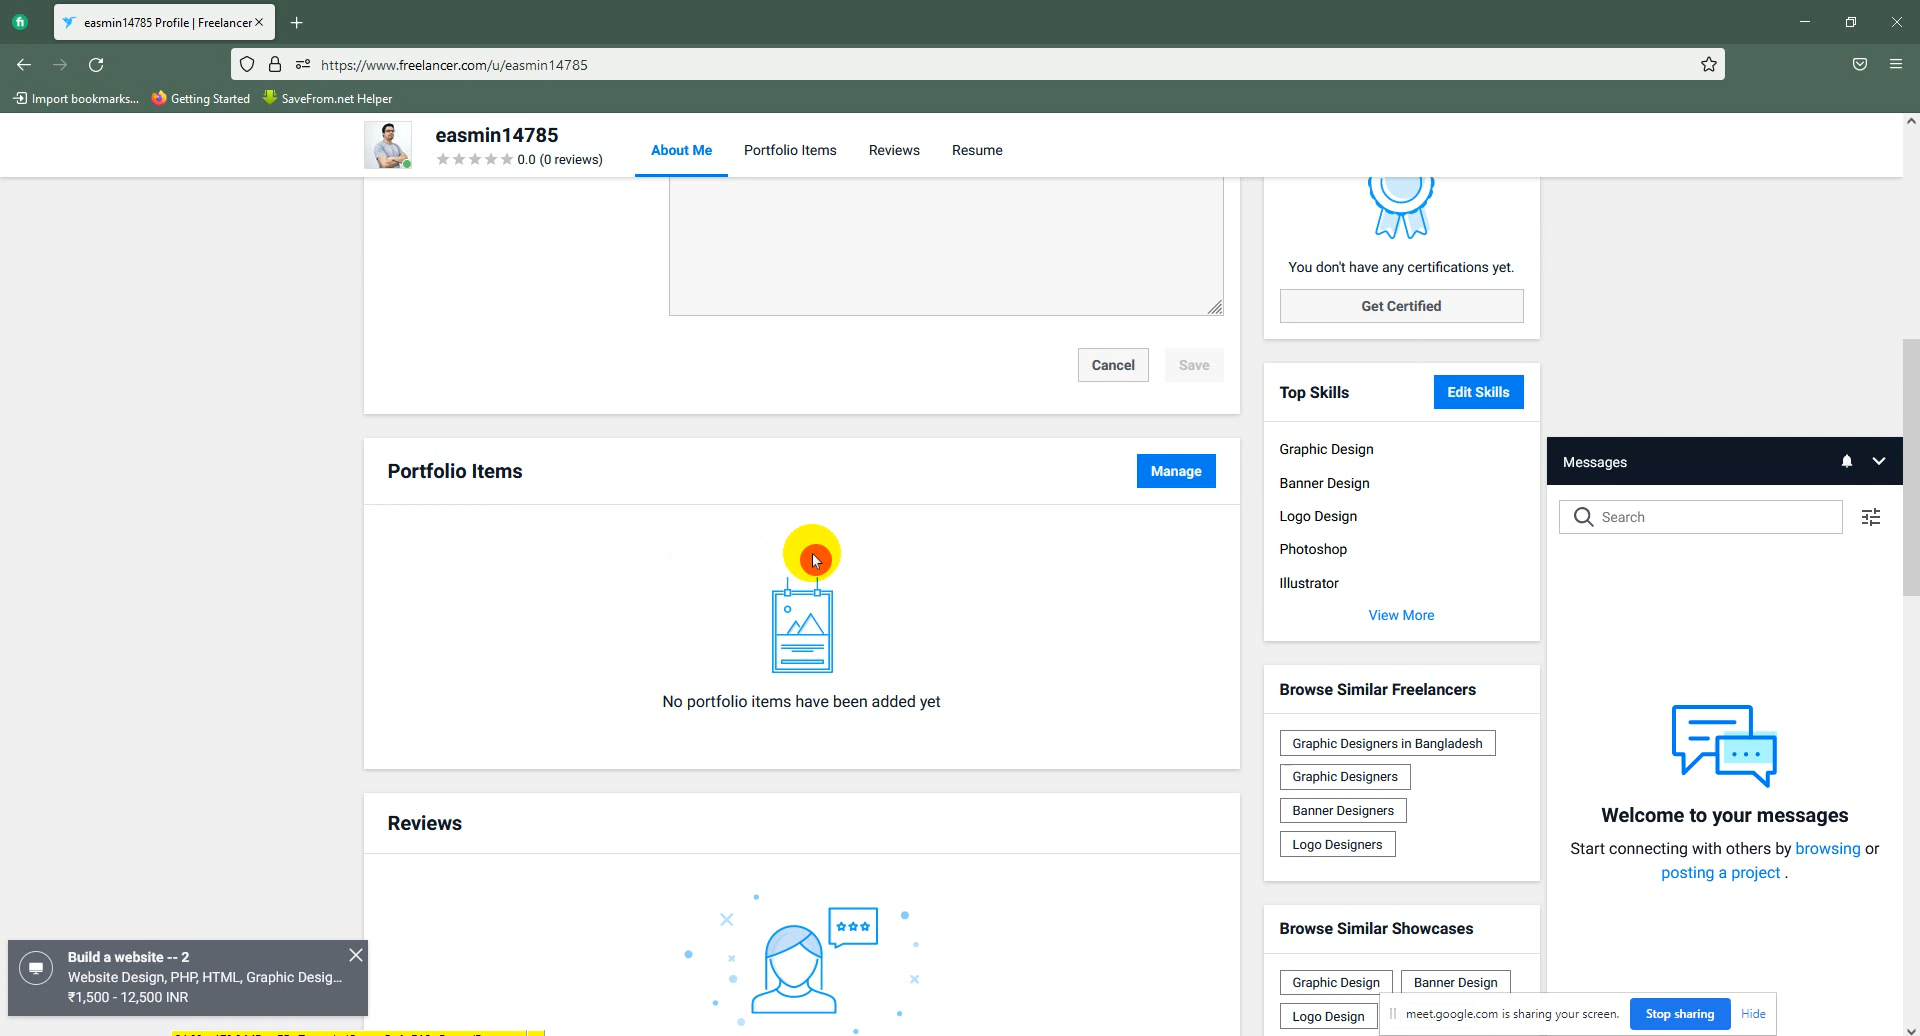 easmin14785 Profile | Freelancer
https://www.freelancer.com/u/easmin14785
Import bookmarks...
Getting Started
SaveFrom.net Helper
easmin14785
0.0 (0 reviews)
About Me
Portfolio Items
Reviews
Resume
You don't have any certifications yet.
Get Certified
Cancel
Save
Top Skills
Edit Skills
Graphic Design
Banner Design
Logo Design
Photoshop
Illustrator
View More
Portfolio Items
Manage
No portfolio items have been added yet
Messages
Search
Welcome to your messages
Start connecting with others by browsing or
posting a project .
Browse Similar Freelancers
Graphic Designers in Bangladesh
Graphic Designers
Banner Designers
Logo Designers
Reviews
Browse Similar Showcases
Graphic Design
Banner Design
Logo Design
Build a website -- 2
Website Design, PHP, HTML, Graphic Desig...
₹1,500 - 12,500 INR
meet.google.com is sharing your screen.
Stop sharing
Hide